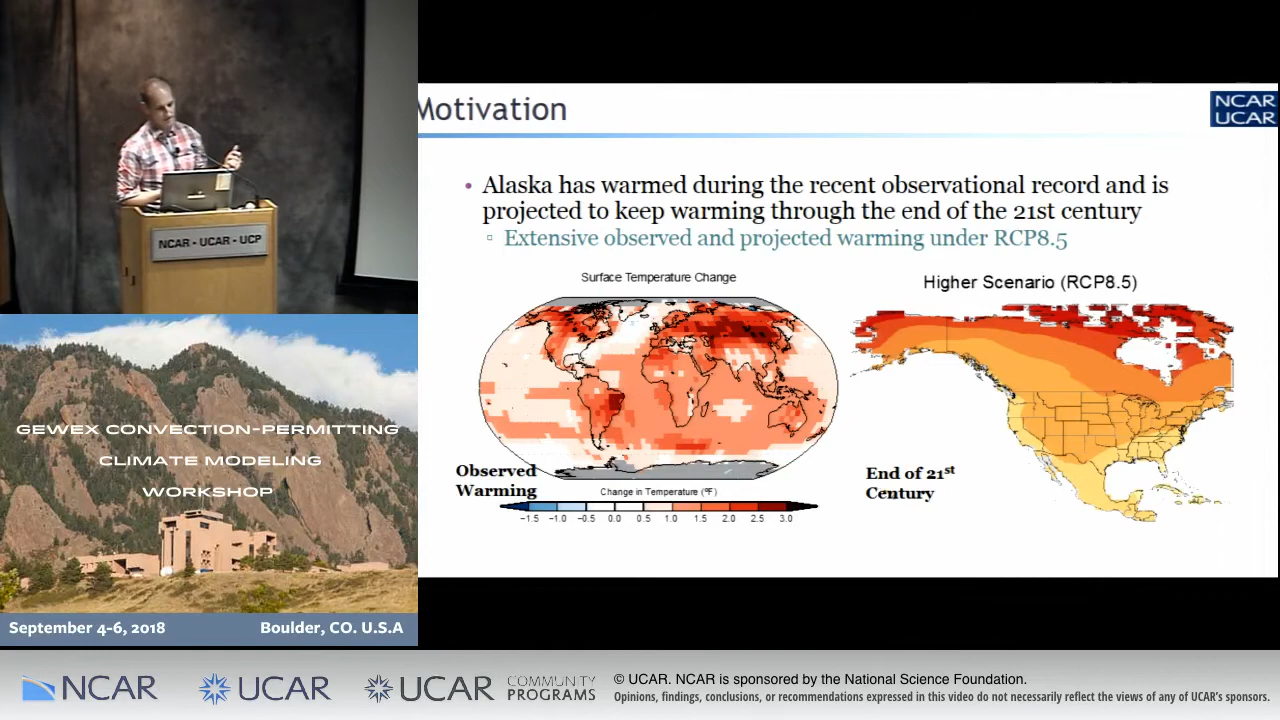 NCAR - UCAR - UCP
Motivation
NCAR
UCAR
• Alaska has warmed during the recent observational record and is
projected to keep warming through the end of the 21st century
▫ Extensive observed and projected warming under RCP8.5
Surface Temperature Change
Observed
Warming
Change in Temperature (°F)
−1.5 −1.0 −0.5 0.0 0.5 1.0 1.5 2.0 2.5 3.0
Higher Scenario (RCP8.5)
End of 21st
Century
GEWEX CONVECTION-PERMITTING
CLIMATE MODELING
WORKSHOP
September 4-6, 2018 Boulder, CO. U.S.A
NCAR
UCAR
UCAR
COMMUNITY
PROGRAMS
© UCAR. NCAR is sponsored by the National Science Foundation.
Opinions, findings, conclusions, or recommendations expressed in this video do not necessarily reflect the views of any of UCAR's sponsors.